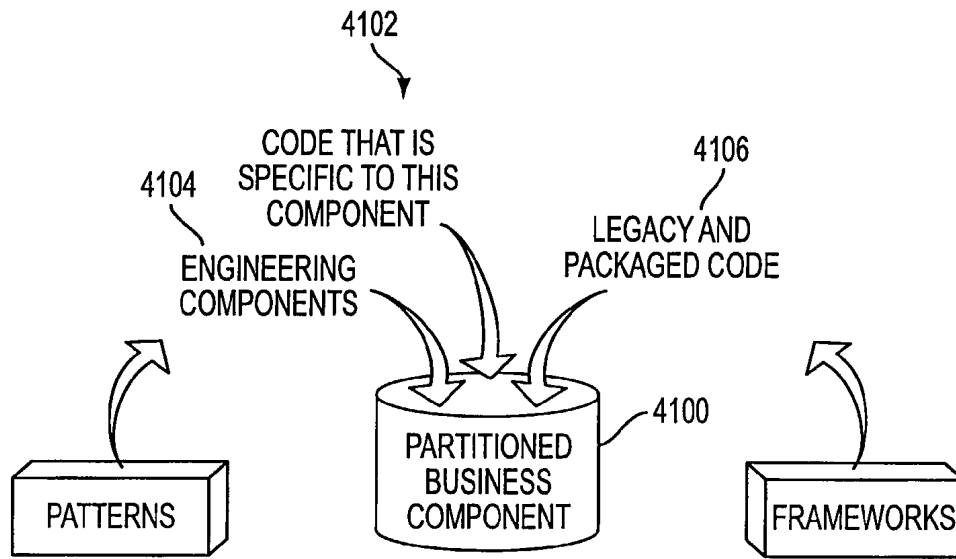 4102
CODE THAT IS
SPECIFIC TO THIS
COMPONENT
4104
ENGINEERING
COMPONENTS
4106
LEGACY AND
PACKAGED CODE
4100
PARTITIONED
BUSINESS
COMPONENT
PATTERNS
FRAMEWORKS